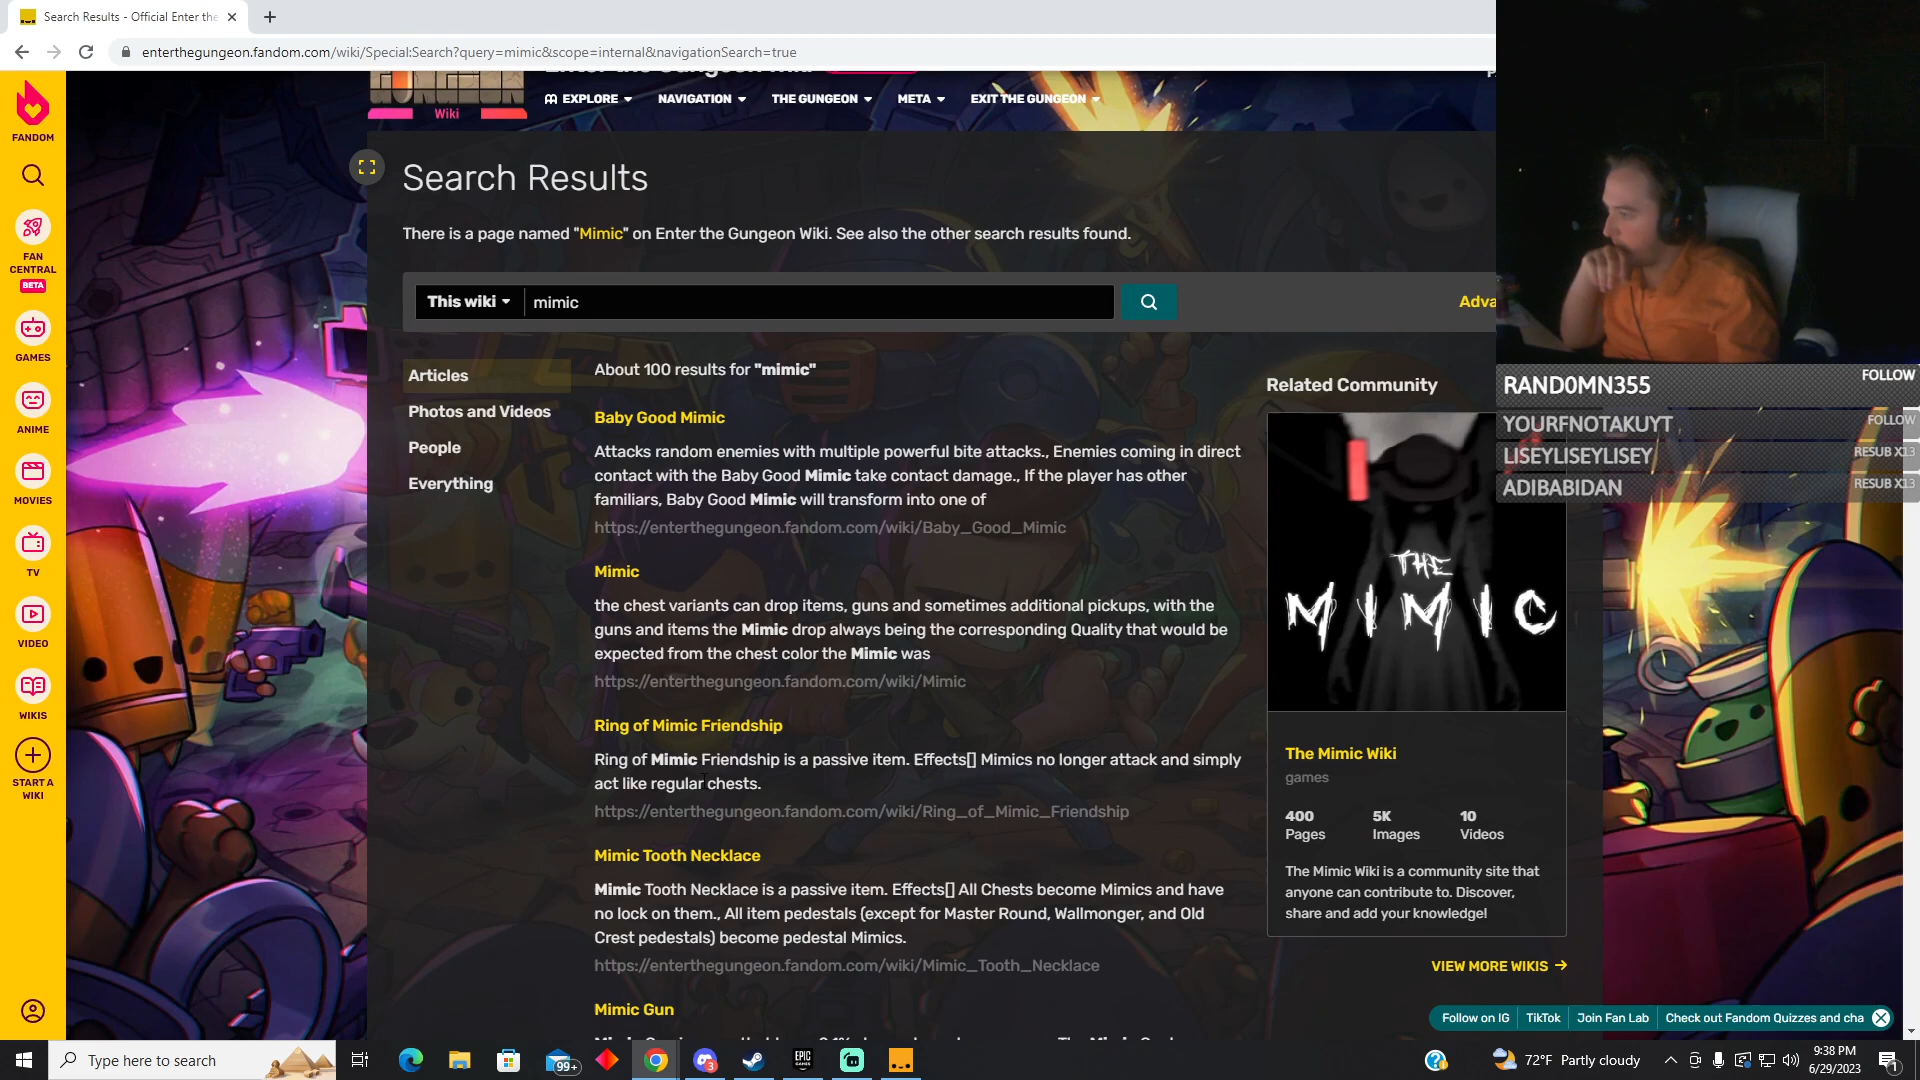 Search Results - Official Enter the
enterthegungeon.fandom.com/wiki/Special:Search?query=mimic&scope=internal&navigationSearch=true
Wiki
EXPLORE
NAVIGATION
THE GUNGEON
META
EXIT THE GUNGEON
FANDOM
FAN CENTRAL
BETA
GAMES
ANIME
MOVIES
TV
VIDEO
WIKIS
START A WIKI
Search Results
There is a page named "Mimic" on Enter the Gungeon Wiki. See also the other search results found.
This wiki
mimic
Adva
Articles
Photos and Videos
People
Everything
About 100 results for "mimic"
Baby Good Mimic
Attacks random enemies with multiple powerful bite attacks., Enemies coming in direct
contact with the Baby Good Mimic take contact damage., If the player has other
familiars, Baby Good Mimic will transform into one of
https://enterthegungeon.fandom.com/wiki/Baby_Good_Mimic
Mimic
the chest variants can drop items, guns and sometimes additional pickups, with the
guns and items the Mimic drop always being the corresponding Quality that would be
expected from the chest color the Mimic was
https://enterthegungeon.fandom.com/wiki/Mimic
Ring of Mimic Friendship
Ring of Mimic Friendship is a passive item. Effects[] Mimics no longer attack and simply
act like regular chests.
https://enterthegungeon.fandom.com/wiki/Ring_of_Mimic_Friendship
Mimic Tooth Necklace
Mimic Tooth Necklace is a passive item. Effects[] All Chests become Mimics and have
no lock on them., All item pedestals (except for Master Round, Wallmonger, and Old
Crest pedestals) become pedestal Mimics.
https://enterthegungeon.fandom.com/wiki/Mimic_Tooth_Necklace
Mimic Gun
Related Community
THE
MIMIC
The Mimic Wiki
games
400 5K 10
Pages Images Videos
The Mimic Wiki is a community site that
anyone can contribute to. Discover,
share and add your knowledge!
VIEW MORE WIKIS
RAND0MN355 FOLLOW
YOURFNOTAKUYT FOLLOW
LISEYLISEYLISEY RESUB X13
ADIBABIDAN RESUB X13
Follow on IG
TikTok
Join Fan Lab
Check out Fandom Quizzes and cha
Type here to search
99+
3
EPIC GAMES
72°F Partly cloudy
9:38 PM
6/29/2023
1